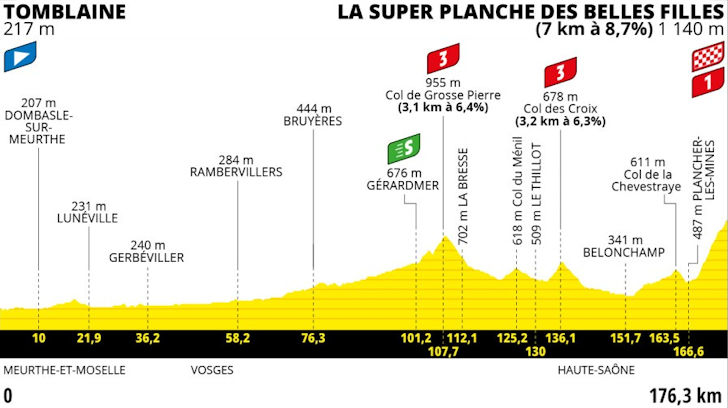 TOMBLAINE
217 m
LA SUPER PLANCHE DES BELLES FILLES
(7 km à 8,7%) 1 140 m
3
955 m
Col de Grosse Pierre
(3,1 km à 6,4%)
3
678 m
Col des Croix
(3,2 km à 6,3%)
1
207 m
DOMBASLE-
SUR-
MEURTHE
231 m
LUNÉVILLE
240 m
GERBÉVILLER
284 m
RAMBERVILLERS
444 m
BRUYÈRES
S
676 m
GÉRARDMER
702 m LA BRESSE
618 m Col du Ménil
509 m LE THILLOT
341 m
BELONCHAMP
611 m
Col de la
Chevestraye
487 m PLANCHER-
LES-MINES
10 21,9 36,2 58,2 76,3 101,2 112,1 125,2 136,1 151,7 163,5
107,7 130 166,6
MEURTHE-ET-MOSELLE VOSGES HAUTE-SAÔNE
0 176,3 km